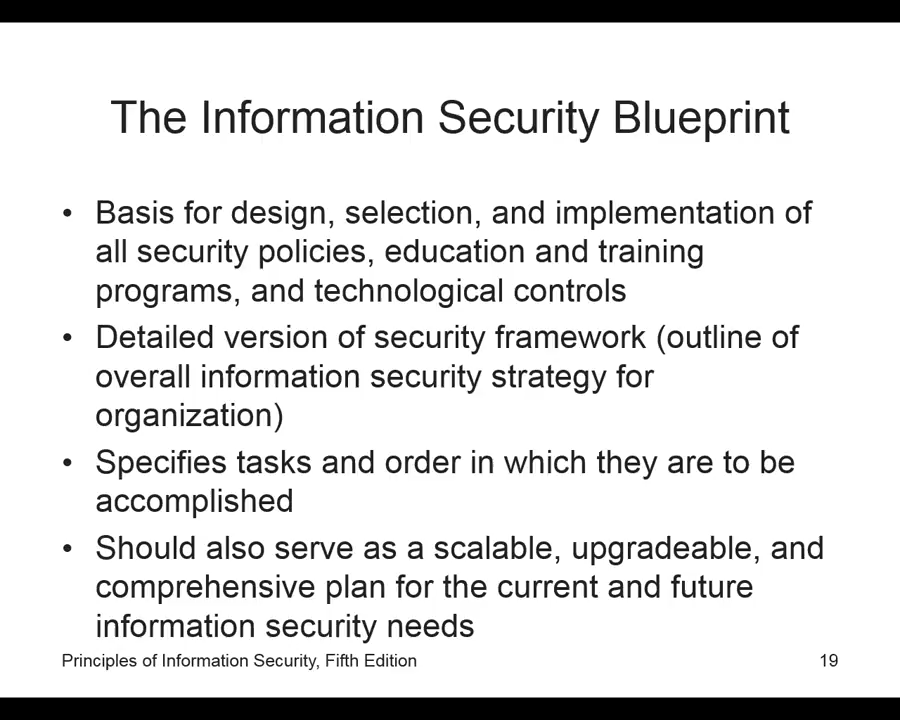 The Information Security Blueprint
• Basis for design, selection, and implementation of
all security policies, education and training
programs, and technological controls
• Detailed version of security framework (outline of
overall information security strategy for
organization)
• Specifies tasks and order in which they are to be
accomplished
• Should also serve as a scalable, upgradeable, and
comprehensive plan for the current and future
information security needs
Principles of Information Security, Fifth Edition 19